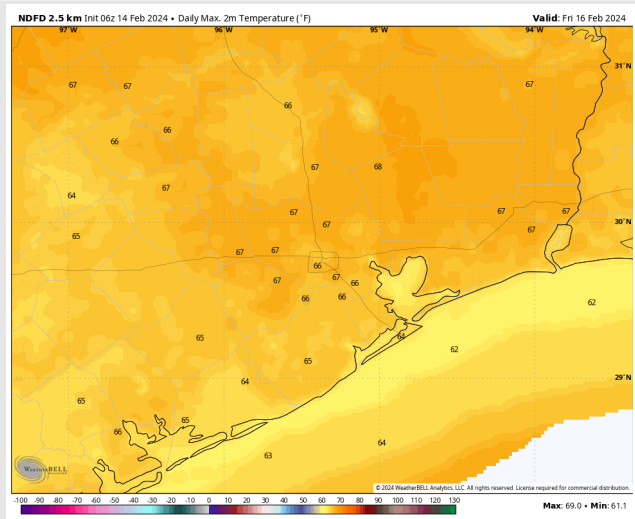 NDFD 2.5 km Init 06z 14 Feb 2024 • Daily Max. 2m Temperature (°F) Valid: Fri 16 Feb 2024
97°W 96°W 95°W 94°W
31°N
67 67 67
66
66
66
67 68
67
64
67 67 67
67
30°N
65 67
67 67
66
67 67
66
66 66
62
65 64
62
65
29°N
64
65
65
66
64
63
WeatherBELL
© 2024 WeatherBELL Analytics, LLC. All rights reserved. License required for commercial distribution.
-100 -90 -80 -70 -60 -50 -40 -30 -20 -10 0 10 20 30 40 50 60 70 80 90 100 110 120 130
Max: 69.0 • Min: 61.1